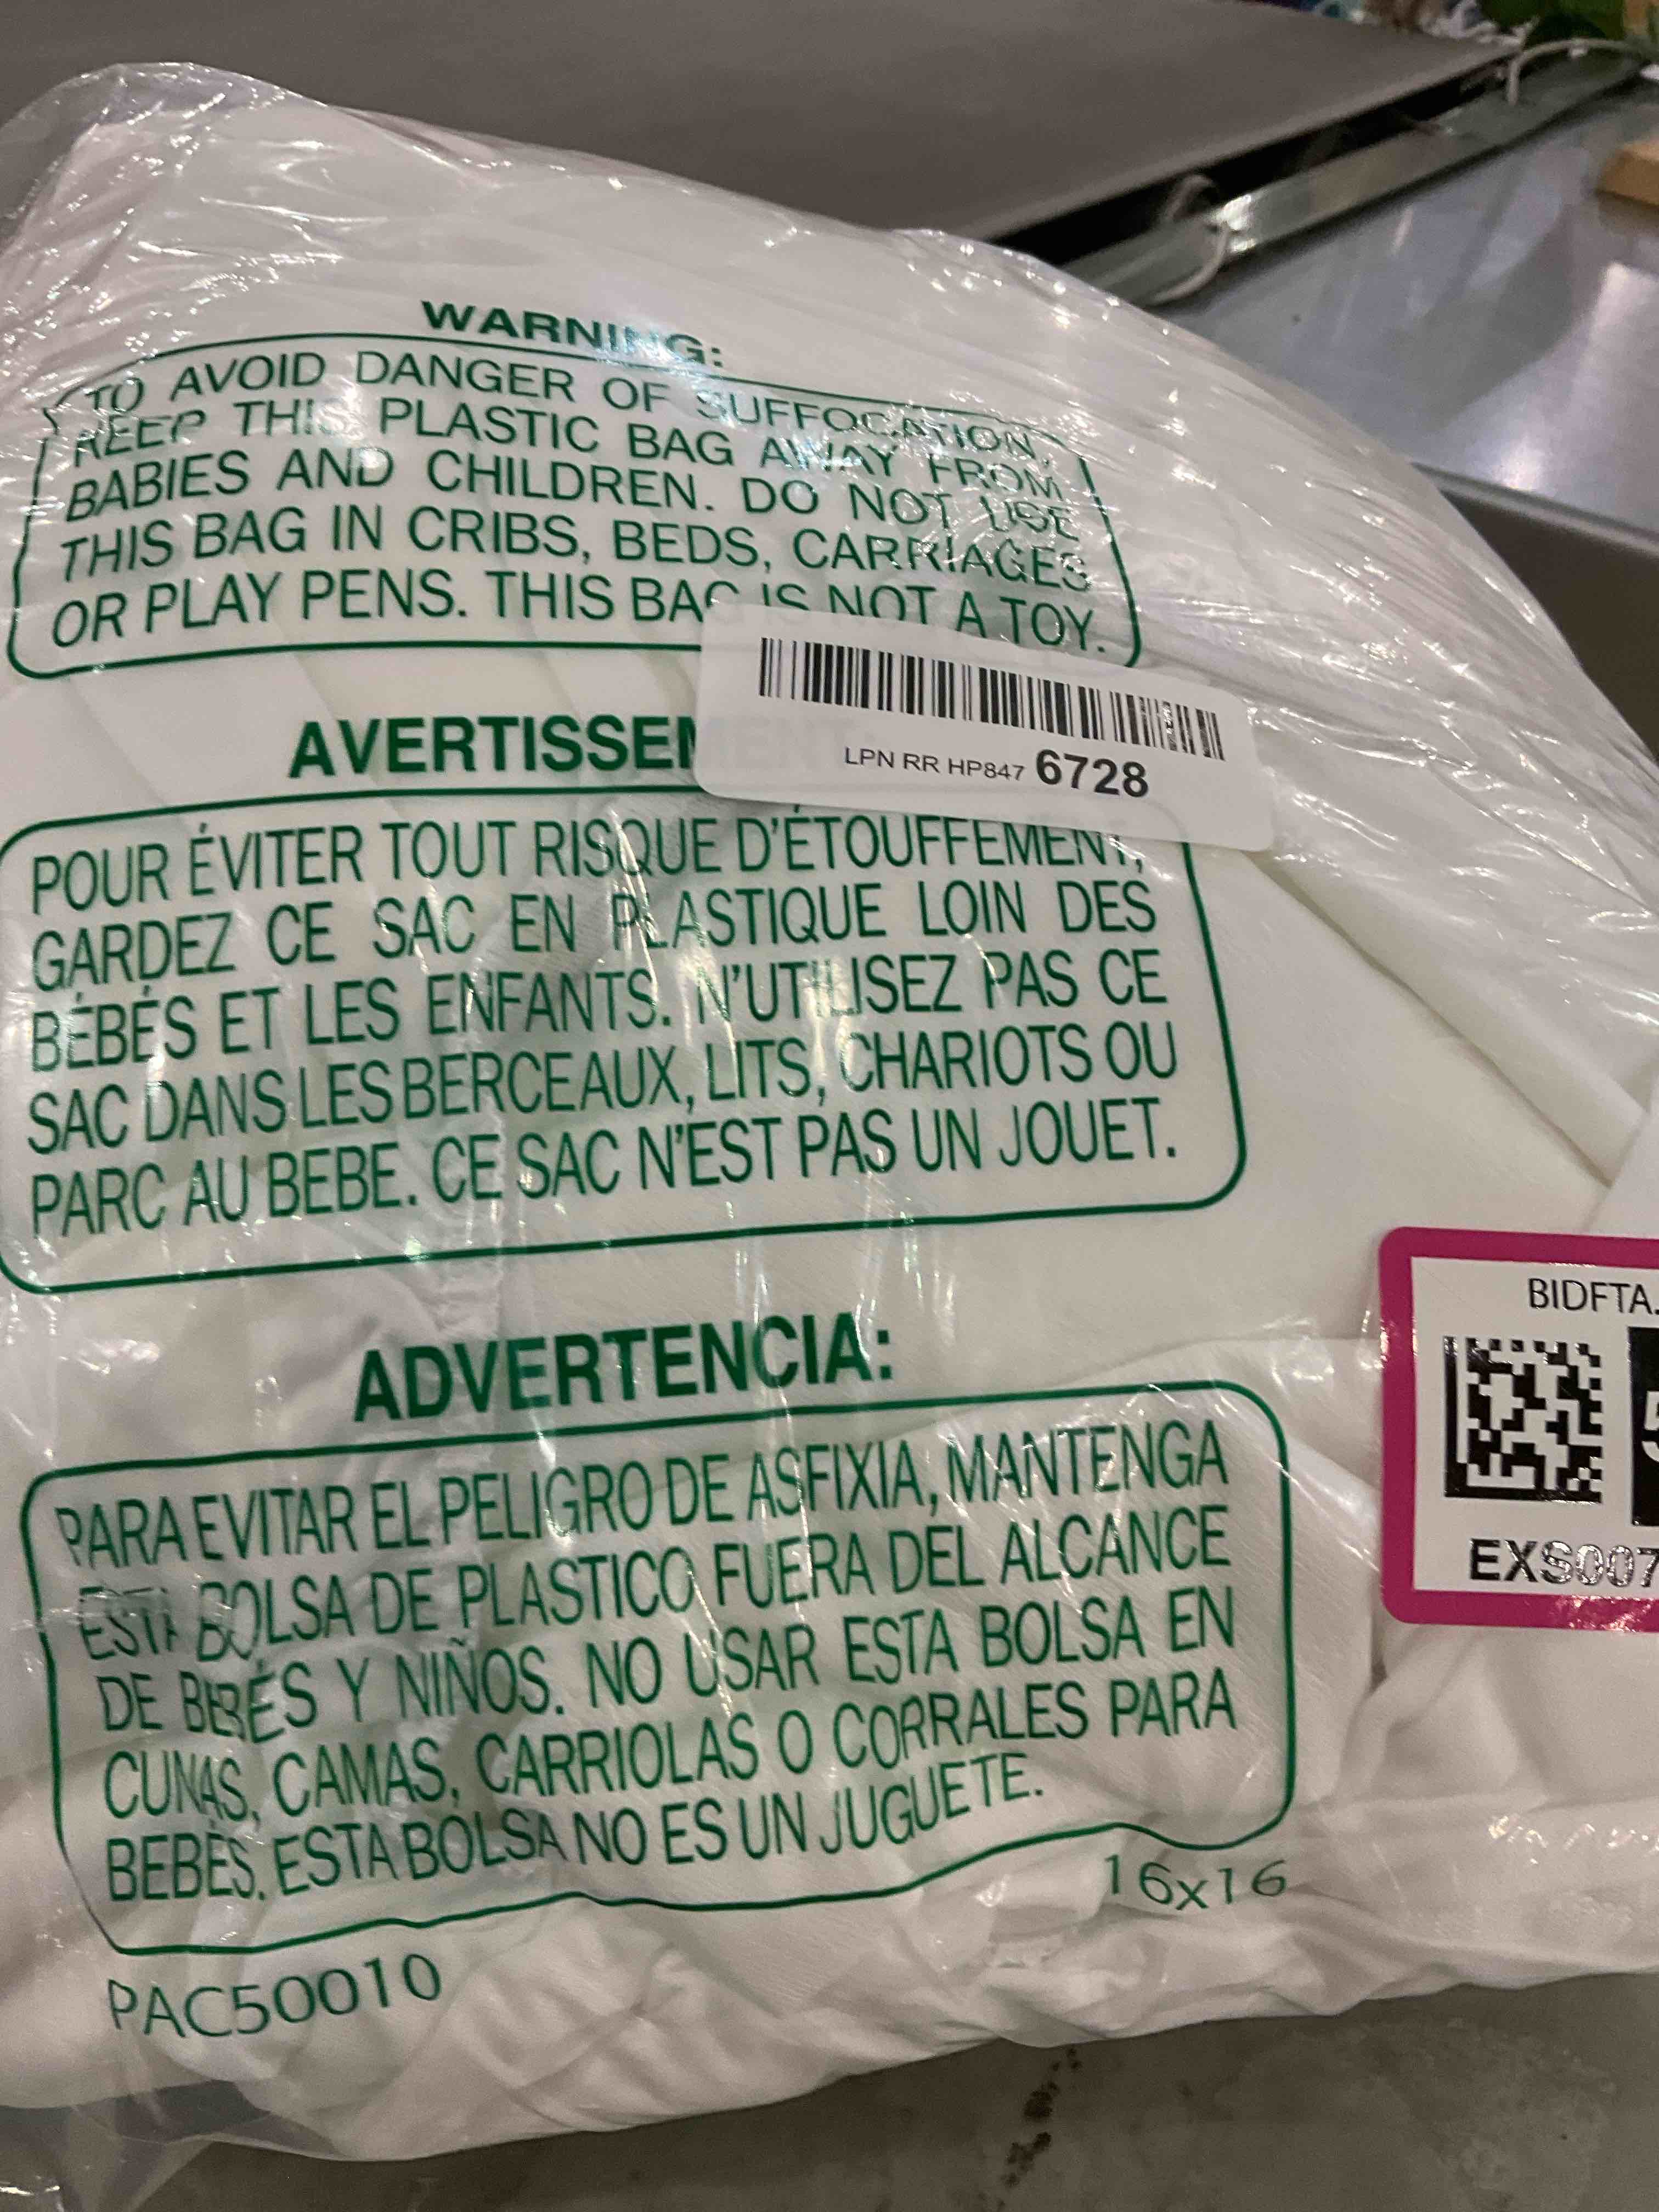 WARNING:
TO AVOID DANGER OF SUFFOCATION,
KEEP THIS PLASTIC BAG AWAY FROM
BABIES AND CHILDREN. DO NOT USE
THIS BAG IN CRIBS, BEDS, CARRIAGES
OR PLAY PENS. THIS BAG IS NOT A TOY.
LPN RR HP847 6728
AVERTISSEMENT:
POUR ÉVITER TOUT RISQUE D'ÉTOUFFEMENT,
GARDEZ CE SAC EN PLASTIQUE LOIN DES
BÉBÉS ET LES ENFANTS. N'UTILISEZ PAS CE
SAC DANS LES BERCEAUX, LITS, CHARIOTS OU
PARC AU BEBE. CE SAC N'EST PAS UN JOUET.
BIDFTA.
5
EXS007
ADVERTENCIA:
PARA EVITAR EL PELIGRO DE ASFIXIA, MANTENGA
ESTA BOLSA DE PLASTICO FUERA DEL ALCANCE
DE BEBÉS Y NIÑOS. NO USAR ESTA BOLSA EN
CUNAS, CAMAS, CARRIOLAS O CORRALES PARA
BEBÈS. ESTA BOLSA NO ES UN JUGUETE.
16x16
PAC50010